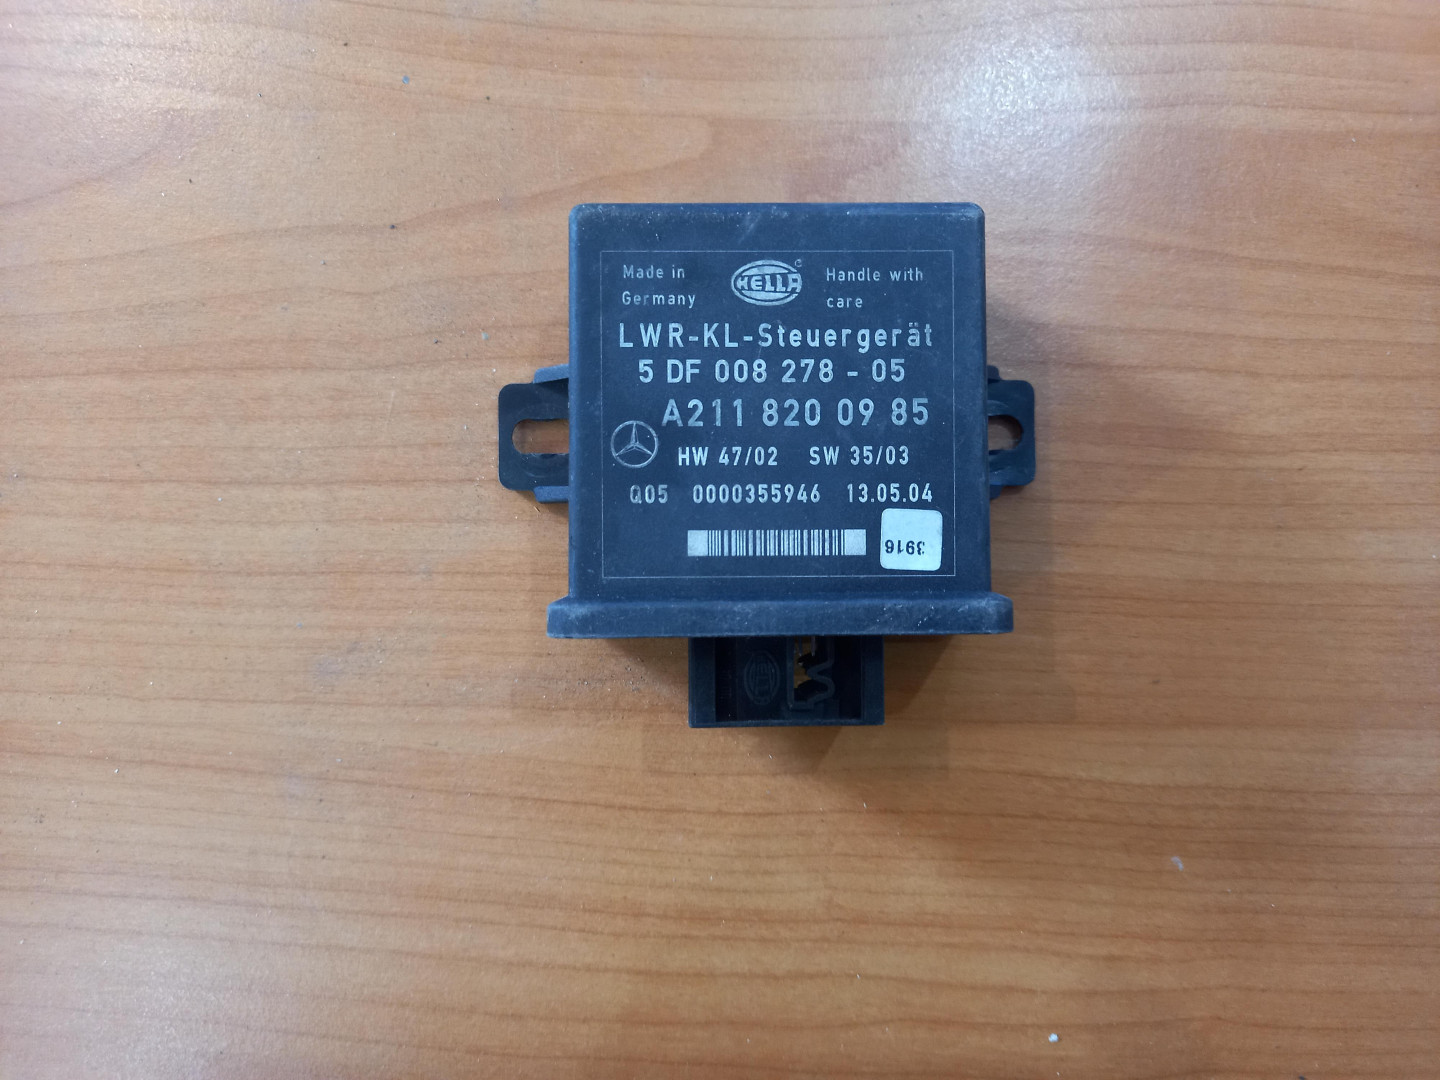 Made in
Germany
HELLA
Handle with
care
LWR-KL-Steuergerät
5 DF 008 278 - 05
A211 820 09 85
HW 47/02 SW 35/03
Q05 0000355946 13.05.04
3916
HELLA